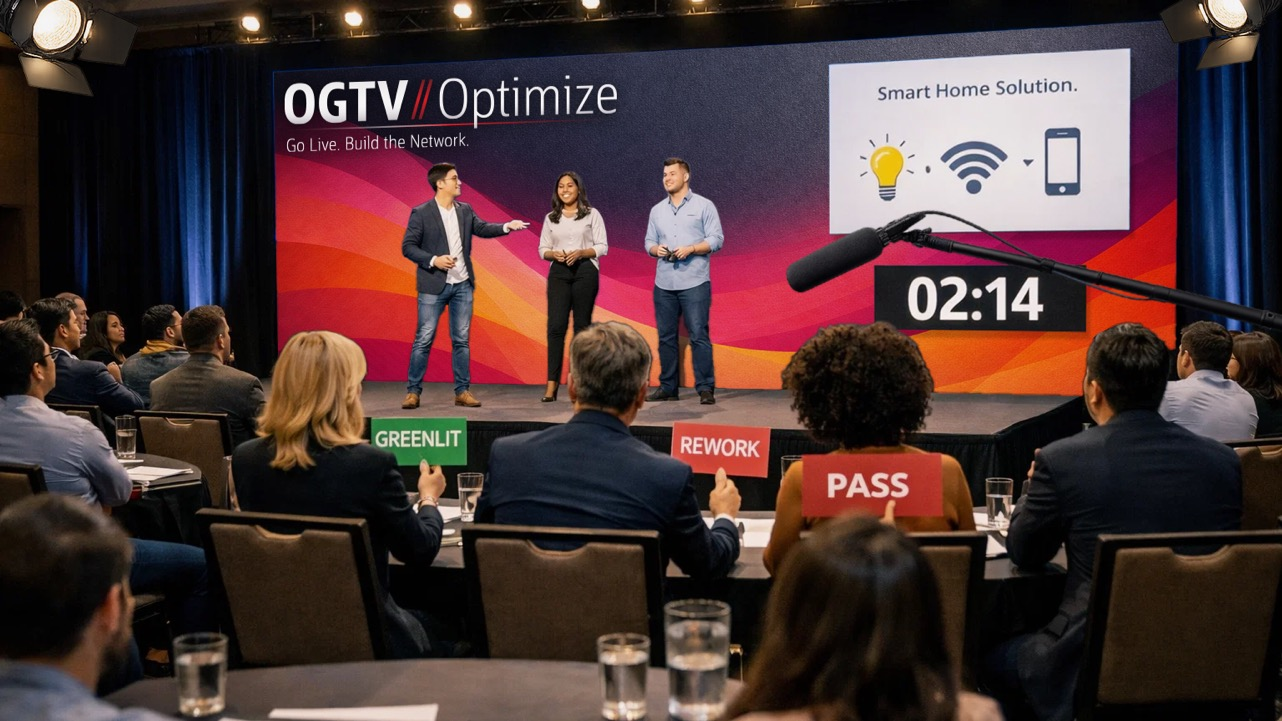 OGTV//Optimize
Go Live. Build the Network.
Smart Home Solution.
02:14
GREENLIT
REWORK
PASS